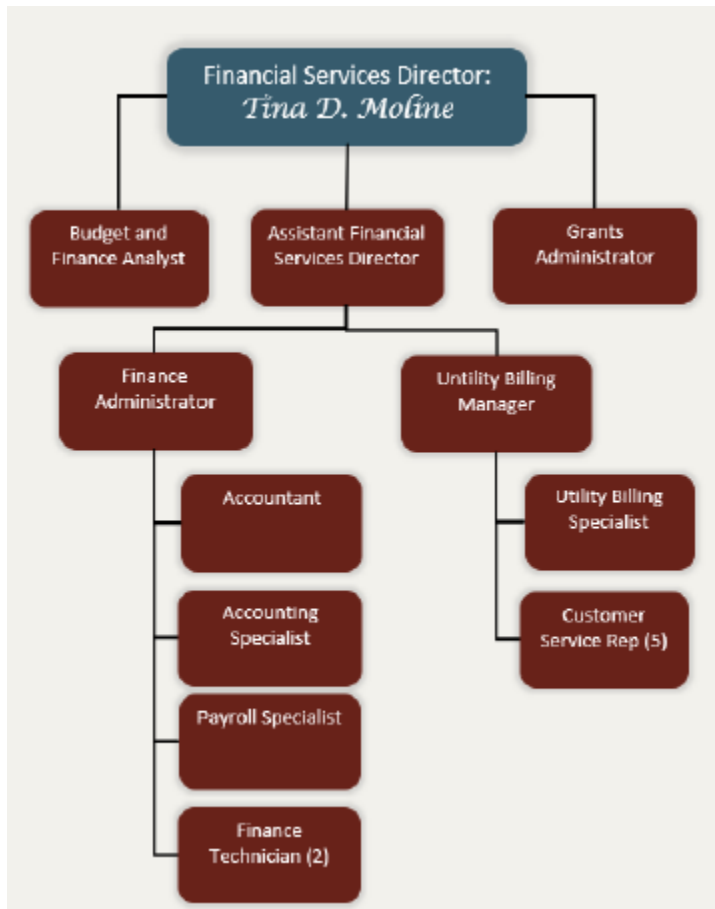 Financial Services Director:
Tina D. Moline
Budget and
Finance Analyst
Assistant Financial
Services Director
Grants
Administrator
Finance
Administrator
Untility Billing
Manager
Accountant
Accounting
Specialist
Payroll Specialist
Finance
Technician (2)
Utility Billing
Specialist
Customer
Service Rep (5)